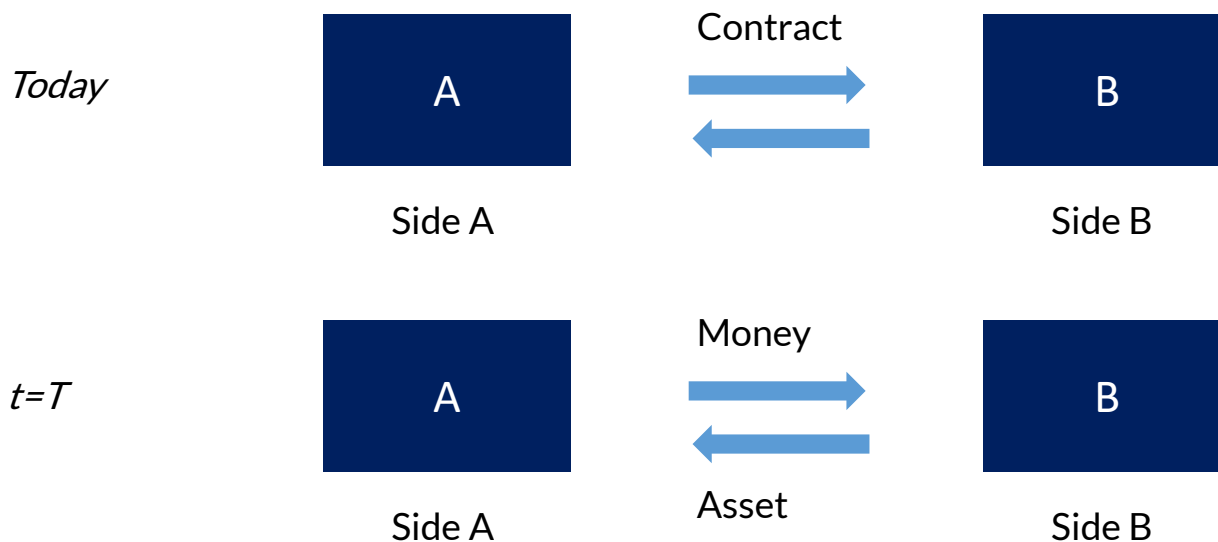 Contract
Today
A
B
Side A
Side B
Money
t=T
A
B
Asset
Side A
Side B